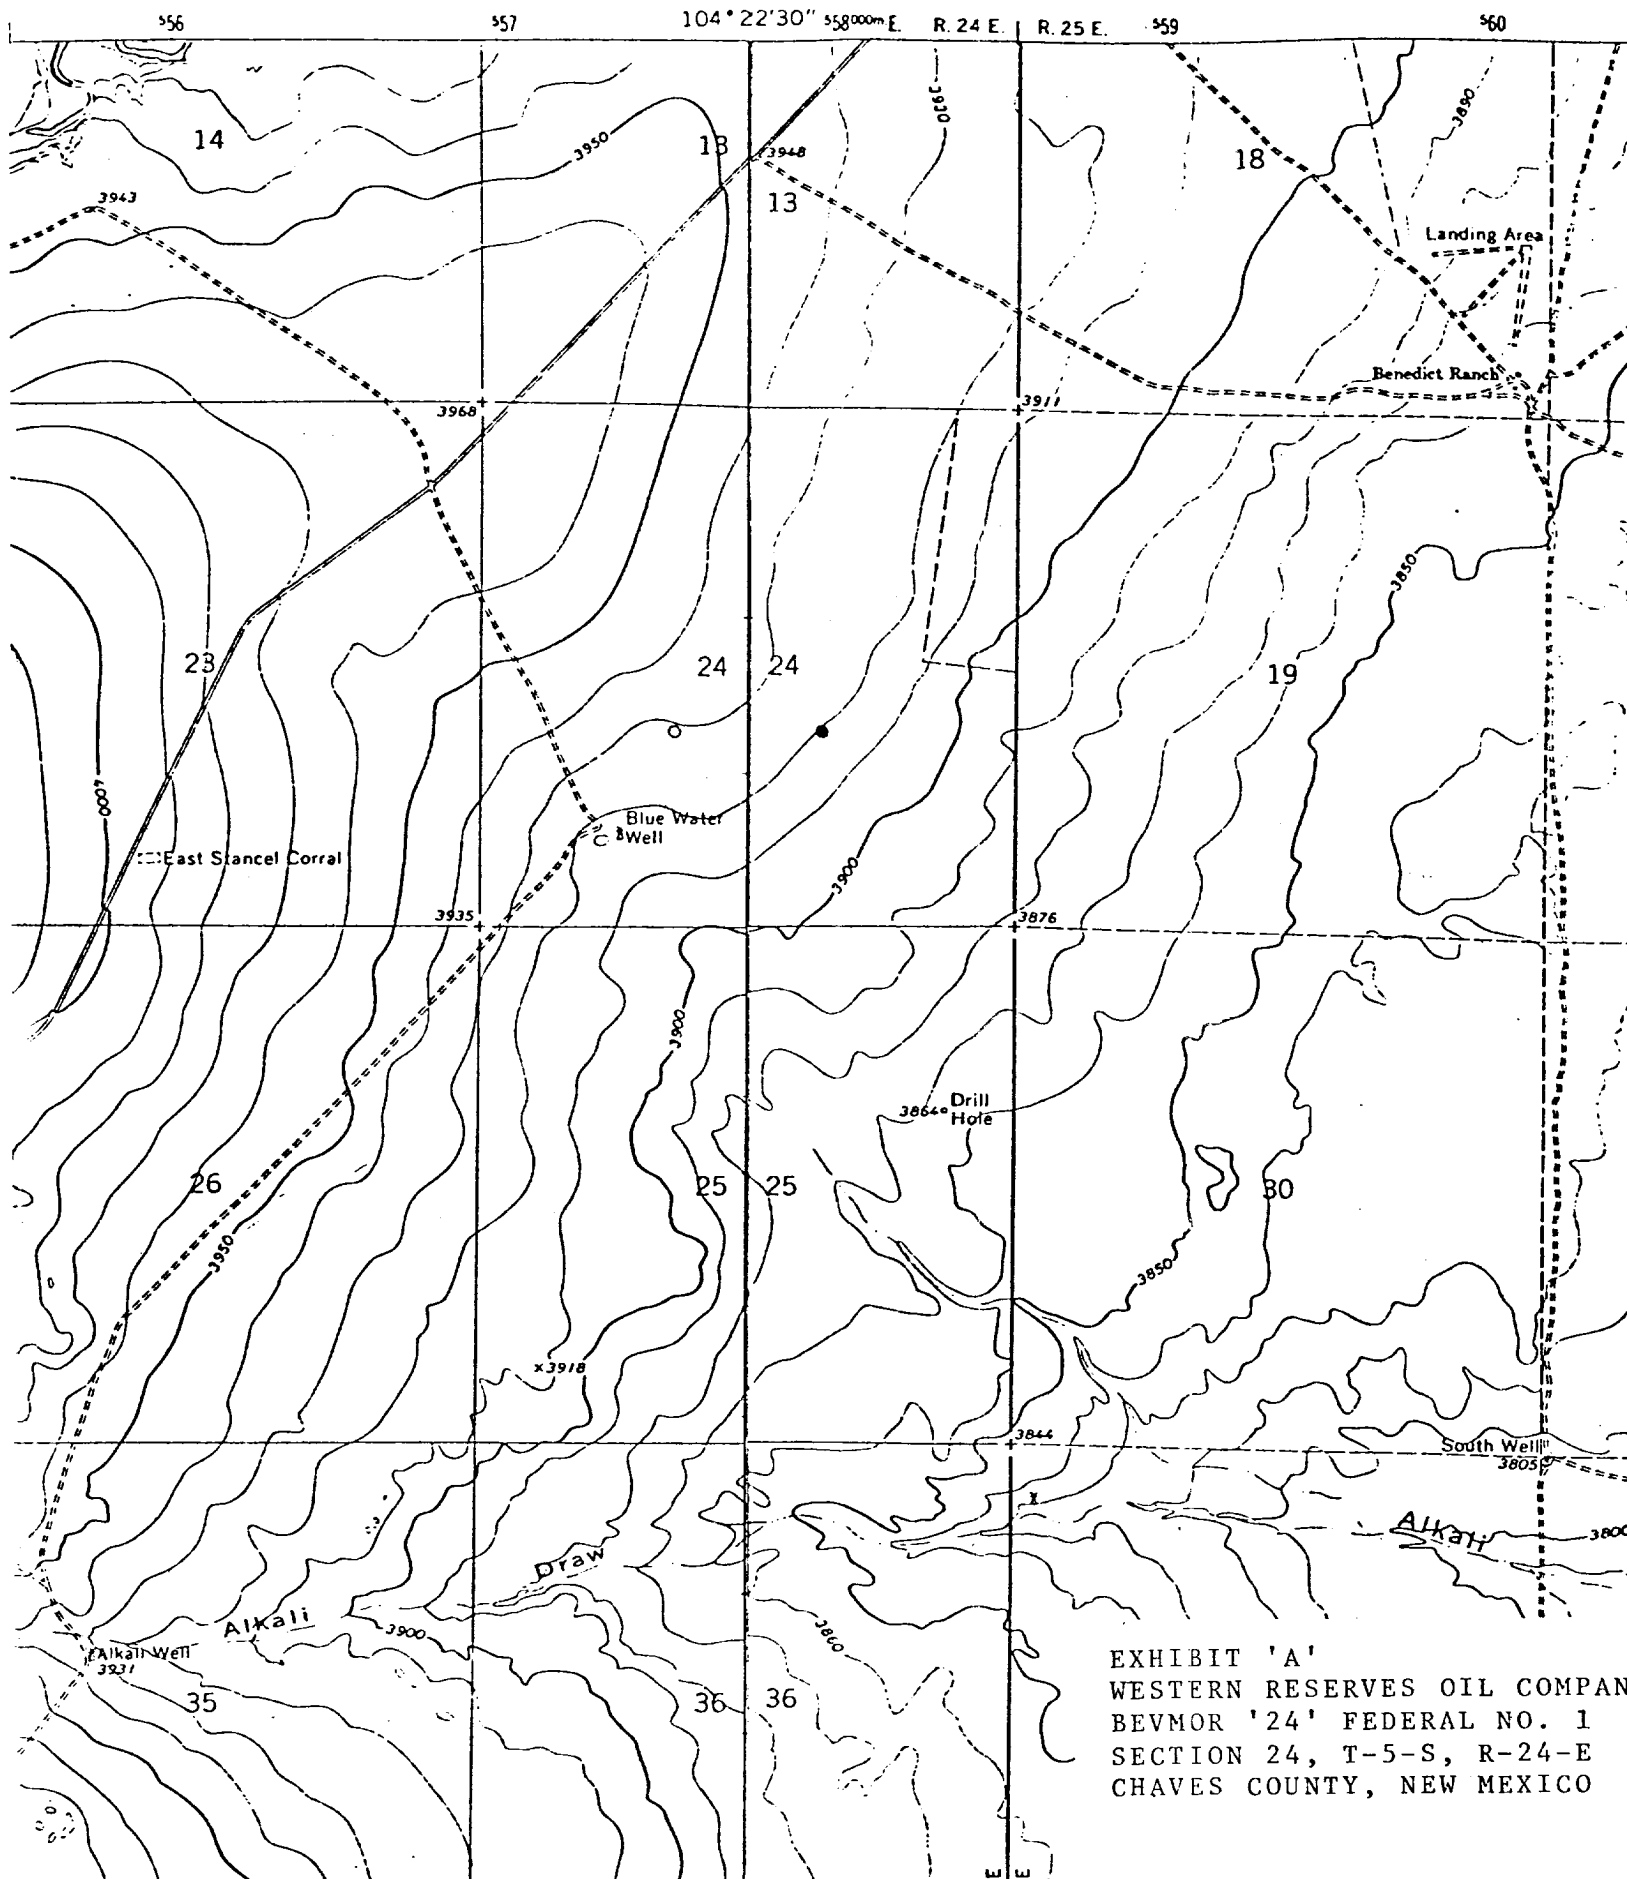 556 557 104°22'30" 558000m.E. R. 24 E. R. 25 E. 559 560
14
3950
3930
3890
13
3948
18
3943
13
Landing Area
Benedict Ranch
3968
3911
3850
23
24
24
19
4000
Blue Water
Well
East Stancel Corral
3900
3935
3876
3900
3864 Drill
Hole
26
25
25
30
3950
3850
x3918
3844
South Well
3805
Alkali
3800
Draw
Alkali
3900
3860
Alkali Well
3931
35
36
36
EXHIBIT 'A'
WESTERN RESERVES OIL COMPAN
BEVMOR '24' FEDERAL NO. 1
SECTION 24, T-5-S, R-24-E
CHAVES COUNTY, NEW MEXICO